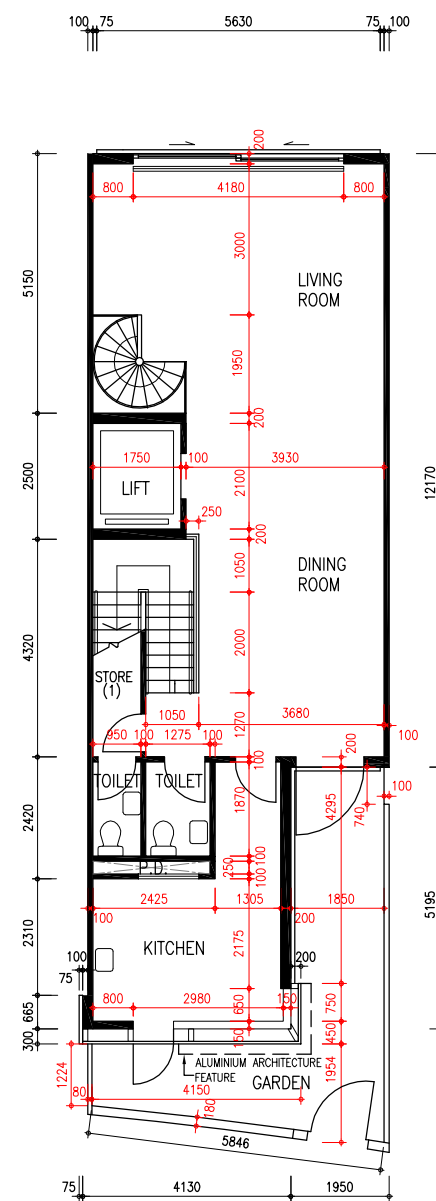 100 75 5630 75 100
200
800 4180 800
5150
3000
LIVING
ROOM
1950
12170
200
1750 100 3930
2500
LIFT
2100
250
200
1050
DINING
ROOM
4320
2000
STORE
(1)
1050 3680
1270
950 100 1275 100
200
100
100
TOILET TOILET
1870
4295
740
100
2420
P.D.
250
100
100
2425 1305 1850
100
200
5195
2310
KITCHEN
2175
100
75
200
800 2980 150
650
750
665
300
150
450
ALUMINIUM ARCHITECTURE
FEATURE
GARDEN
1224
80
4150
1954
180
5846
75 4130 1950